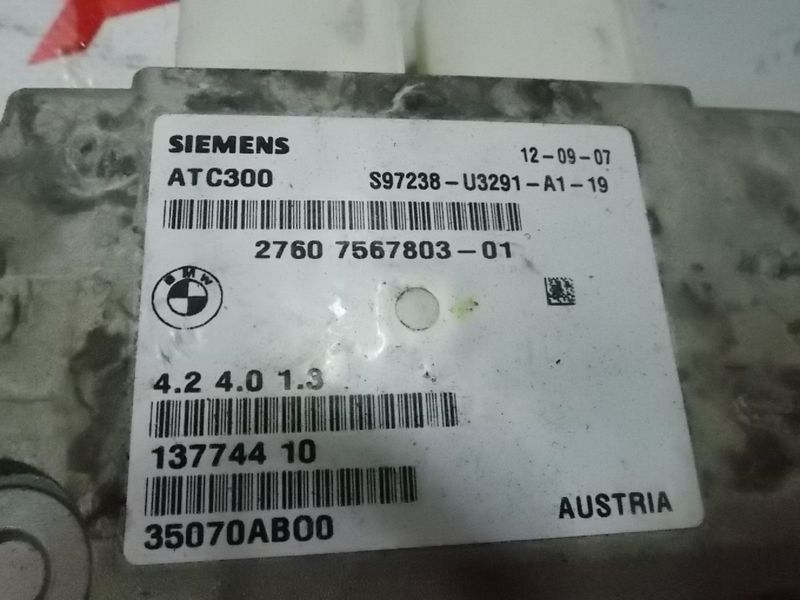 SIEMENS
12-09-07
ATC300
S97238-U3291-A1-19
2760 7567803-01
BMW
4.2 4.0 1.3
137744 10
35070AB00
AUSTRIA